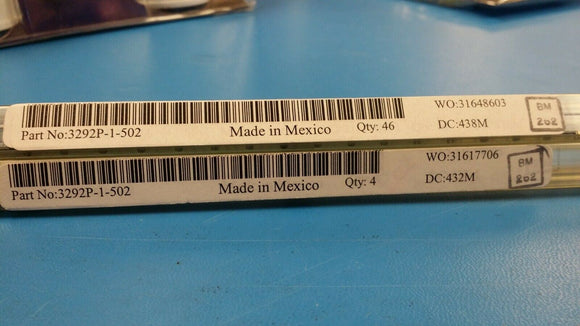 WO:31648603
Part No:3292P-1-502 Made in Mexico Qty: 46 DC:438M
BM
202
WO:31617706
Part No:3292P-1-502 Made in Mexico Qty: 4 DC:432M
BM
202